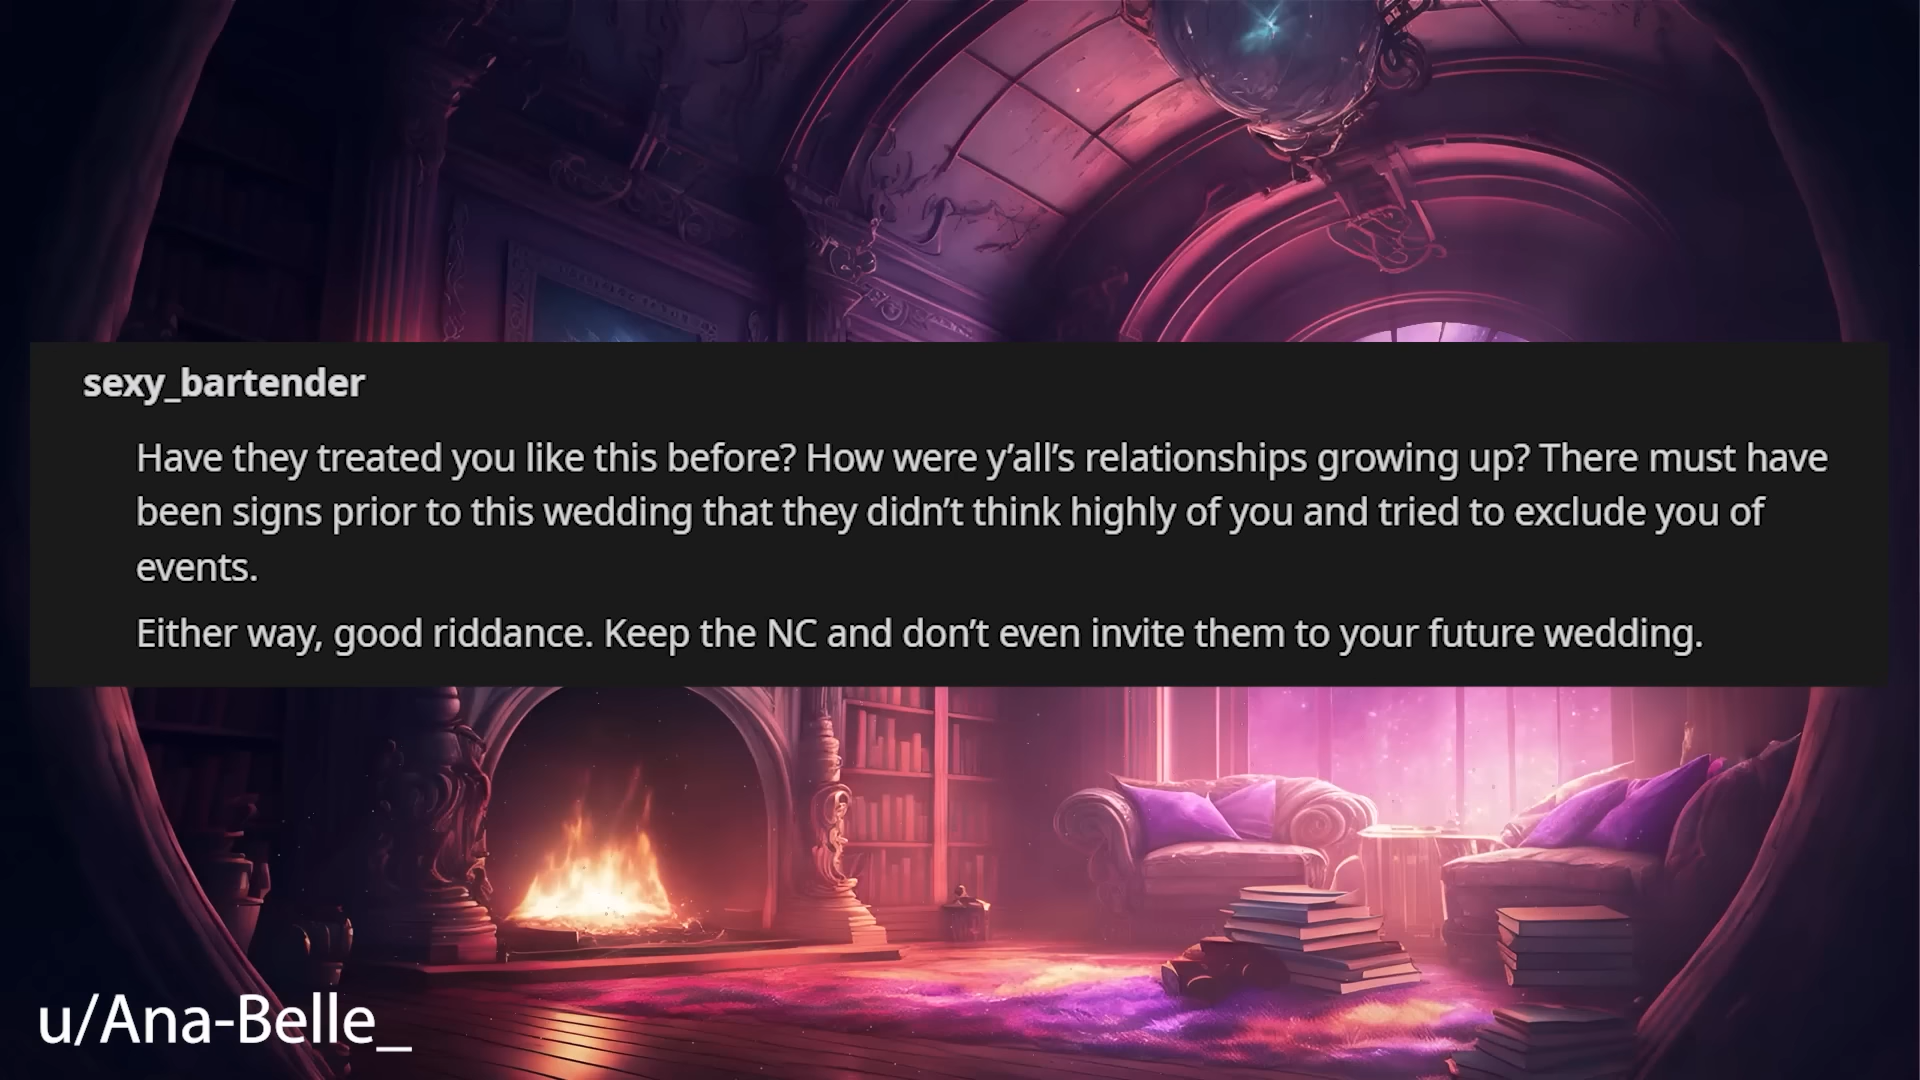 sexy_bartender
Have they treated you like this before? How were y’all’s relationships growing up? There must have
been signs prior to this wedding that they didn’t think highly of you and tried to exclude you of
events.
Either way, good riddance. Keep the NC and don’t even invite them to your future wedding.
u/Ana-Belle_